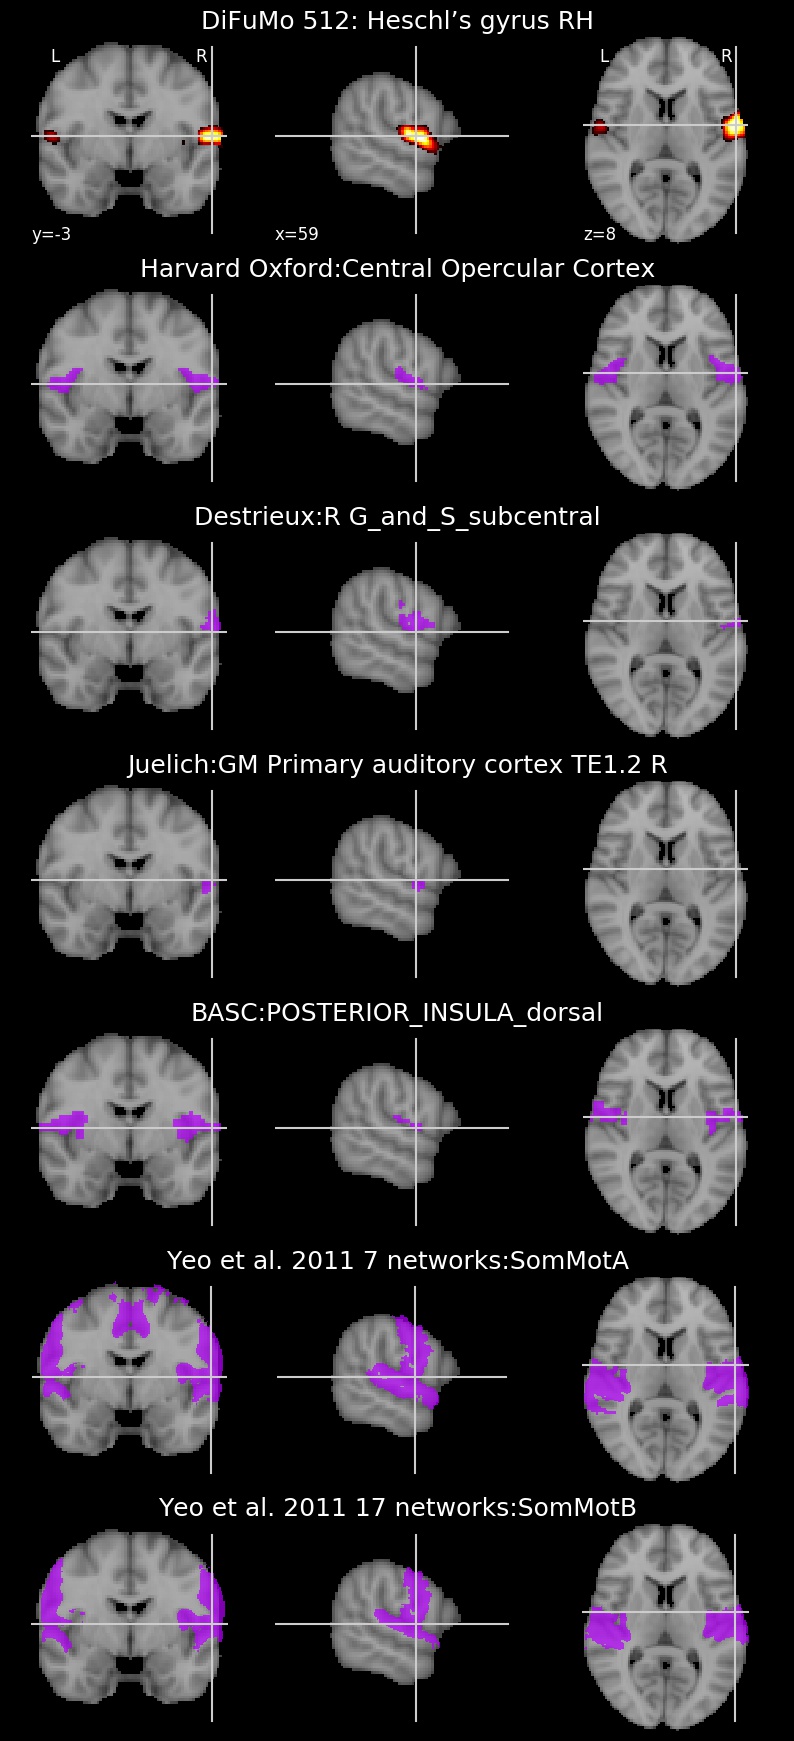 DiFuMo 512: Heschl’s gyrus RH
L R L R
y=-3 x=59 z=8
Harvard Oxford:Central Opercular Cortex
Destrieux:R G_and_S_subcentral
Juelich:GM Primary auditory cortex TE1.2 R
BASC:POSTERIOR_INSULA_dorsal
Yeo et al. 2011 7 networks:SomMotA
Yeo et al. 2011 17 networks:SomMotB